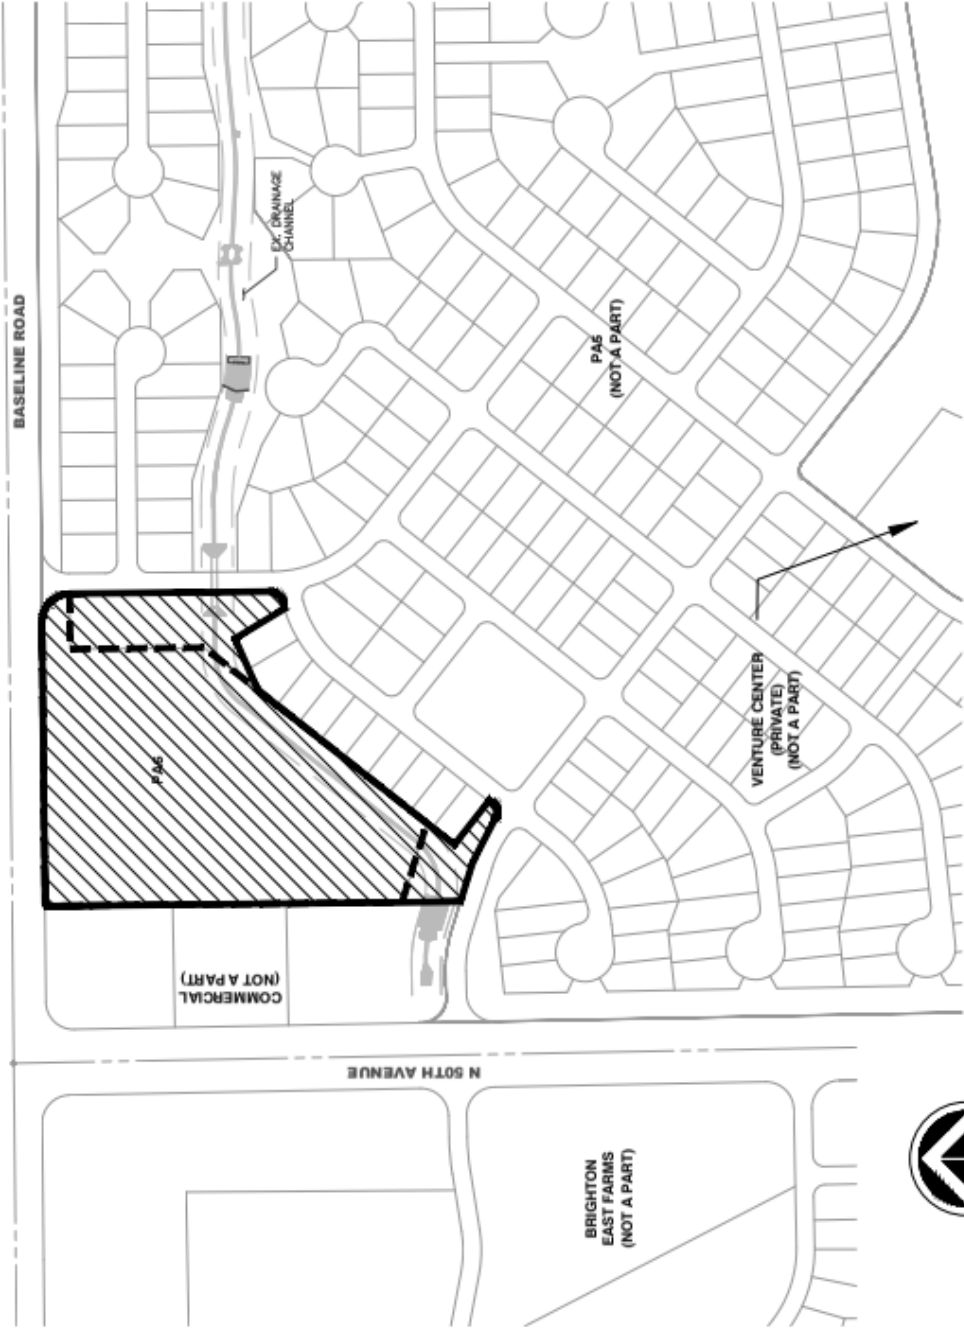 BASELINE ROAD
EX. DRAINAGE
CHANNEL
PA5
(NOT A PART)
PA6
VENTURE CENTER
(PRIVATE)
(NOT A PART)
COMMERCIAL
(NOT A PART)
N 50TH AVENUE
BRIGHTON
EAST FARMS
(NOT A PART)